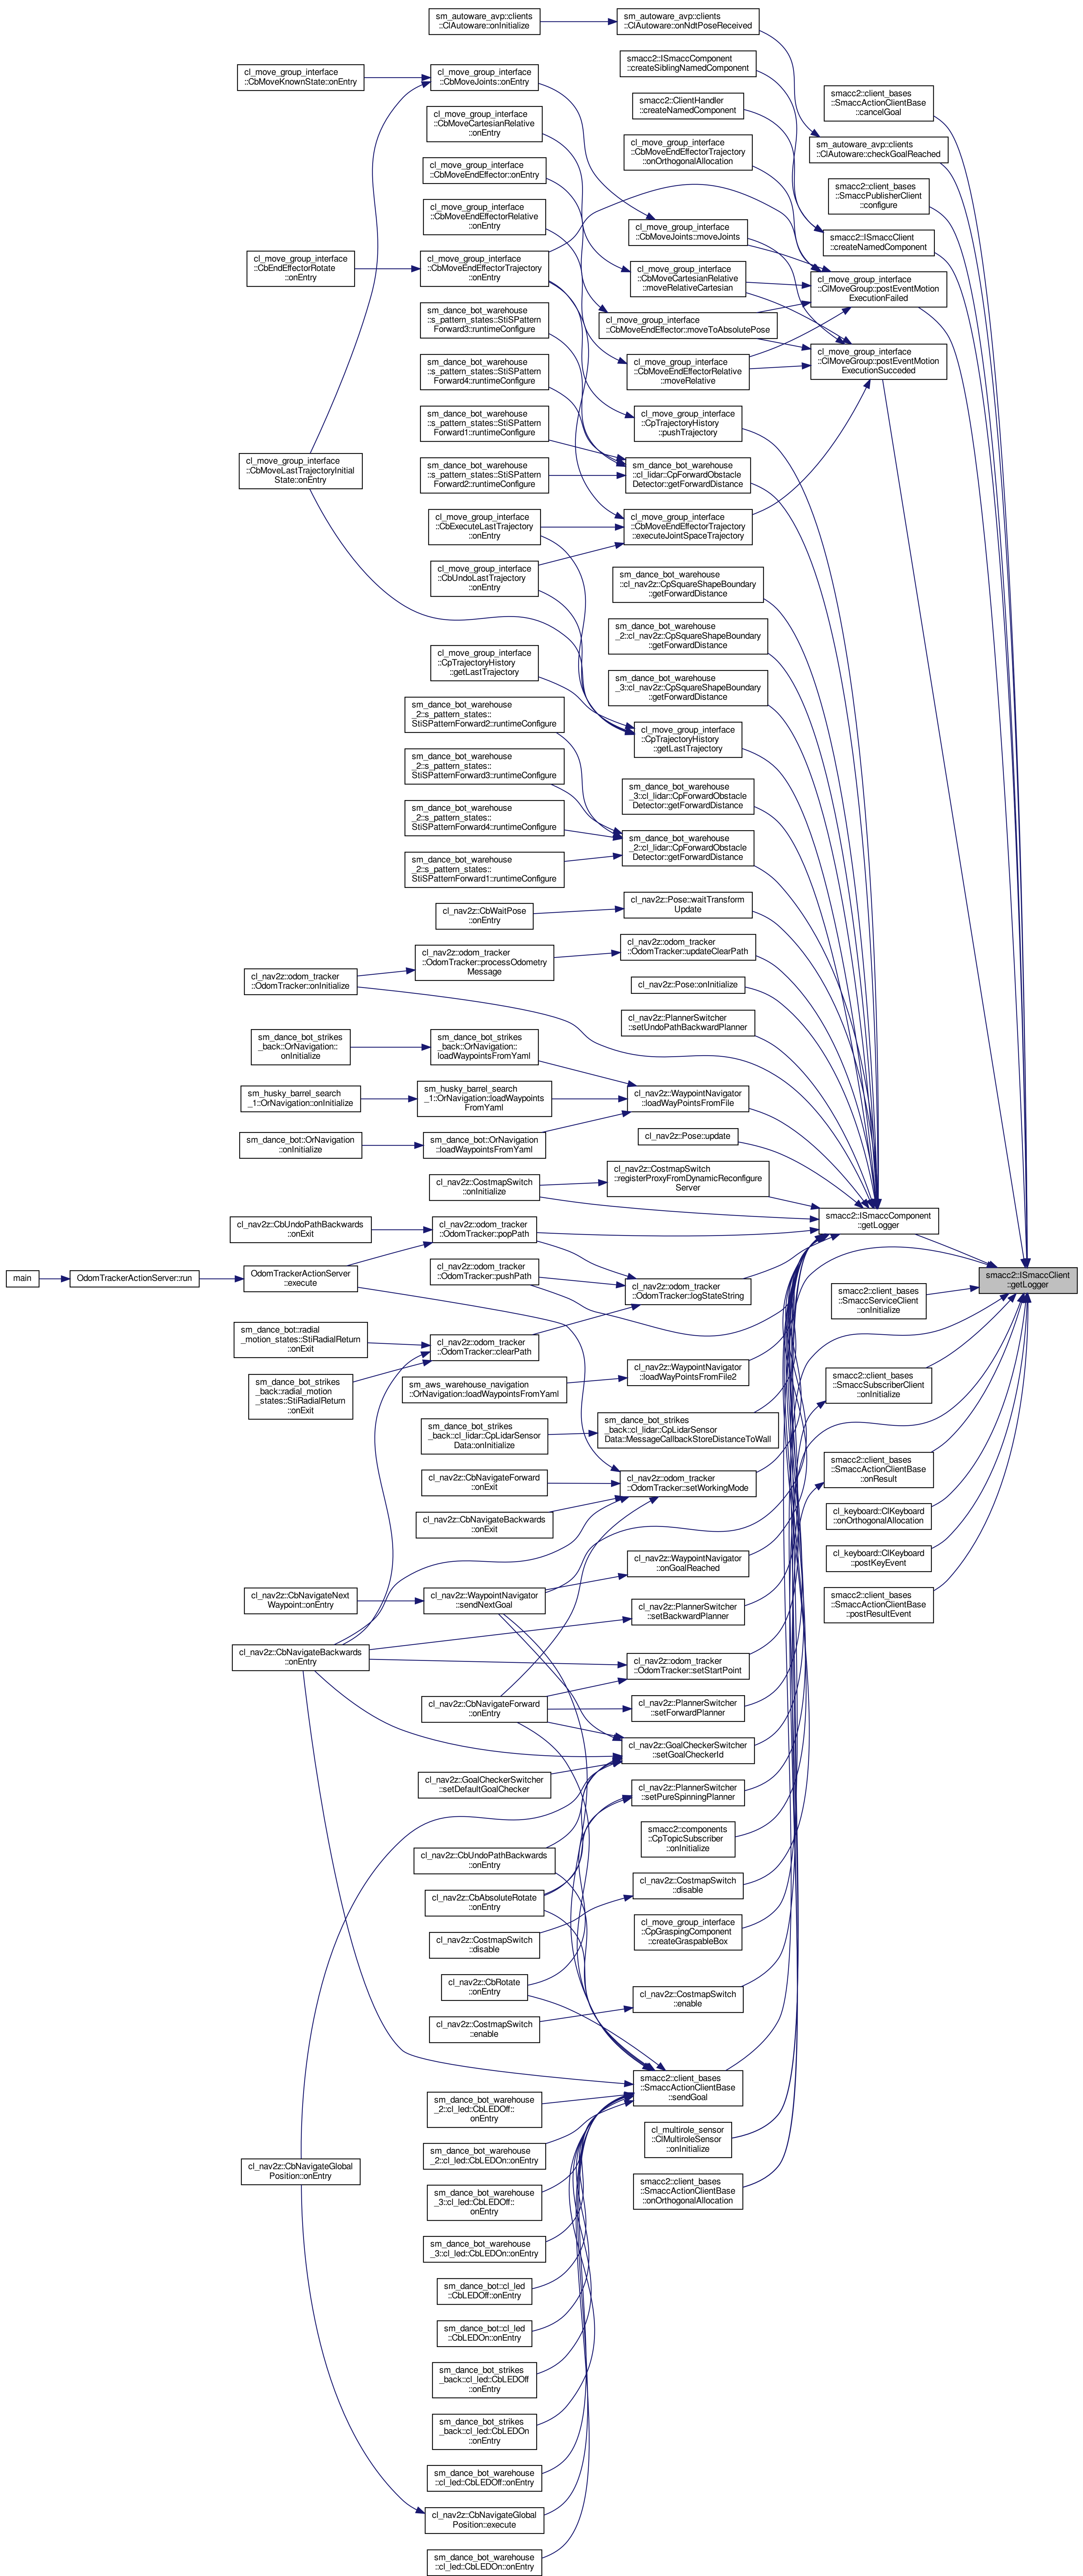 main
OdomTrackerActionServer::run
cl_move_group_interface
::CbMoveKnownState::onEntry
cl_move_group_interface
::CbEndEffectorRotate
::onEntry
cl_move_group_interface
::CbMoveLastTrajectoryInitial
State::onEntry
cl_nav2z::odom_tracker
::OdomTracker::onInitialize
sm_dance_bot_strikes
_back::OrNavigation::
onInitialize
sm_husky_barrel_search
_1::OrNavigation::onInitialize
sm_dance_bot::OrNavigation
::onInitialize
cl_nav2z::CbUndoPathBackwards
::onExit
OdomTrackerActionServer
::execute
sm_dance_bot::radial
_motion_states::StiRadialReturn
::onExit
sm_dance_bot_strikes
_back::radial_motion
_states::StiRadialReturn
::onExit
cl_nav2z::CbNavigateNext
Waypoint::onEntry
cl_nav2z::CbNavigateBackwards
::onEntry
cl_nav2z::CbNavigateGlobal
Position::onEntry
sm_autoware_avp::clients
::ClAutoware::onInitialize
cl_move_group_interface
::CbMoveJoints::onEntry
cl_move_group_interface
::CbMoveCartesianRelative
::onEntry
cl_move_group_interface
::CbMoveEndEffector::onEntry
cl_move_group_interface
::CbMoveEndEffectorRelative
::onEntry
cl_move_group_interface
::CbMoveEndEffectorTrajectory
::onEntry
sm_dance_bot_warehouse
::s_pattern_states::StiSPattern
Forward3::runtimeConfigure
sm_dance_bot_warehouse
::s_pattern_states::StiSPattern
Forward4::runtimeConfigure
sm_dance_bot_warehouse
::s_pattern_states::StiSPattern
Forward1::runtimeConfigure
sm_dance_bot_warehouse
::s_pattern_states::StiSPattern
Forward2::runtimeConfigure
cl_move_group_interface
::CbExecuteLastTrajectory
::onEntry
cl_move_group_interface
::CbUndoLastTrajectory
::onEntry
cl_move_group_interface
::CpTrajectoryHistory
::getLastTrajectory
sm_dance_bot_warehouse
_2::s_pattern_states::
StiSPatternForward2::runtimeConfigure
sm_dance_bot_warehouse
_2::s_pattern_states::
StiSPatternForward3::runtimeConfigure
sm_dance_bot_warehouse
_2::s_pattern_states::
StiSPatternForward4::runtimeConfigure
sm_dance_bot_warehouse
_2::s_pattern_states::
StiSPatternForward1::runtimeConfigure
cl_nav2z::CbWaitPose
::onEntry
cl_nav2z::odom_tracker
::OdomTracker::processOdometry
Message
sm_dance_bot_strikes
_back::OrNavigation::
loadWaypointsFromYaml
sm_husky_barrel_search
_1::OrNavigation::loadWaypoints
FromYaml
sm_dance_bot::OrNavigation
::loadWaypointsFromYaml
cl_nav2z::CostmapSwitch
::onInitialize
cl_nav2z::odom_tracker
::OdomTracker::popPath
cl_nav2z::odom_tracker
::OdomTracker::pushPath
cl_nav2z::odom_tracker
::OdomTracker::clearPath
sm_aws_warehouse_navigation
::OrNavigation::loadWaypointsFromYaml
sm_dance_bot_strikes
_back::cl_lidar::CpLidarSensor
Data::onInitialize
cl_nav2z::CbNavigateForward
::onExit
cl_nav2z::CbNavigateBackwards
::onExit
cl_nav2z::WaypointNavigator
::sendNextGoal
cl_nav2z::CbNavigateForward
::onEntry
cl_nav2z::GoalCheckerSwitcher
::setDefaultGoalChecker
cl_nav2z::CbUndoPathBackwards
::onEntry
cl_nav2z::CbAbsoluteRotate
::onEntry
cl_nav2z::CostmapSwitch
::disable
cl_nav2z::CbRotate
::onEntry
cl_nav2z::CostmapSwitch
::enable
sm_dance_bot_warehouse
_2::cl_led::CbLEDOff::
onEntry
sm_dance_bot_warehouse
_2::cl_led::CbLEDOn::onEntry
sm_dance_bot_warehouse
_3::cl_led::CbLEDOff::
onEntry
sm_dance_bot_warehouse
_3::cl_led::CbLEDOn::onEntry
sm_dance_bot::cl_led
::CbLEDOff::onEntry
sm_dance_bot::cl_led
::CbLEDOn::onEntry
sm_dance_bot_strikes
_back::cl_led::CbLEDOff
::onEntry
sm_dance_bot_strikes
_back::cl_led::CbLEDOn
::onEntry
sm_dance_bot_warehouse
::cl_led::CbLEDOff::onEntry
cl_nav2z::CbNavigateGlobal
Position::execute
sm_dance_bot_warehouse
::cl_led::CbLEDOn::onEntry
sm_autoware_avp::clients
::ClAutoware::onNdtPoseReceived
smacc2::ISmaccComponent
::createSiblingNamedComponent
smacc2::ClientHandler
::createNamedComponent
cl_move_group_interface
::CbMoveEndEffectorTrajectory
::onOrthogonalAllocation
cl_move_group_interface
::CbMoveJoints::moveJoints
cl_move_group_interface
::CbMoveCartesianRelative
::moveRelativeCartesian
cl_move_group_interface
::CbMoveEndEffector::moveToAbsolutePose
cl_move_group_interface
::CbMoveEndEffectorRelative
::moveRelative
cl_move_group_interface
::CpTrajectoryHistory
::pushTrajectory
sm_dance_bot_warehouse
::cl_lidar::CpForwardObstacle
Detector::getForwardDistance
cl_move_group_interface
::CbMoveEndEffectorTrajectory
::executeJointSpaceTrajectory
sm_dance_bot_warehouse
::cl_nav2z::CpSquareShapeBoundary
::getForwardDistance
sm_dance_bot_warehouse
_2::cl_nav2z::CpSquareShapeBoundary
::getForwardDistance
sm_dance_bot_warehouse
_3::cl_nav2z::CpSquareShapeBoundary
::getForwardDistance
cl_move_group_interface
::CpTrajectoryHistory
::getLastTrajectory
sm_dance_bot_warehouse
_3::cl_lidar::CpForwardObstacle
Detector::getForwardDistance
sm_dance_bot_warehouse
_2::cl_lidar::CpForwardObstacle
Detector::getForwardDistance
cl_nav2z::Pose::waitTransform
Update
cl_nav2z::odom_tracker
::OdomTracker::updateClearPath
cl_nav2z::Pose::onInitialize
cl_nav2z::PlannerSwitcher
::setUndoPathBackwardPlanner
cl_nav2z::WaypointNavigator
::loadWayPointsFromFile
cl_nav2z::Pose::update
cl_nav2z::CostmapSwitch
::registerProxyFromDynamicReconfigure
Server
cl_nav2z::odom_tracker
::OdomTracker::logStateString
cl_nav2z::WaypointNavigator
::loadWayPointsFromFile2
sm_dance_bot_strikes
_back::cl_lidar::CpLidarSensor
Data::MessageCallbackStoreDistanceToWall
cl_nav2z::odom_tracker
::OdomTracker::setWorkingMode
cl_nav2z::WaypointNavigator
::onGoalReached
cl_nav2z::PlannerSwitcher
::setBackwardPlanner
cl_nav2z::odom_tracker
::OdomTracker::setStartPoint
cl_nav2z::PlannerSwitcher
::setForwardPlanner
cl_nav2z::GoalCheckerSwitcher
::setGoalCheckerId
cl_nav2z::PlannerSwitcher
::setPureSpinningPlanner
smacc2::components
::CpTopicSubscriber
::onInitialize
cl_nav2z::CostmapSwitch
::disable
cl_move_group_interface
::CpGraspingComponent
::createGraspableBox
cl_nav2z::CostmapSwitch
::enable
smacc2::client_bases
::SmaccActionClientBase
::sendGoal
cl_multirole_sensor
::ClMultiroleSensor
::onInitialize
smacc2::client_bases
::SmaccActionClientBase
::onOrthogonalAllocation
smacc2::client_bases
::SmaccActionClientBase
::cancelGoal
sm_autoware_avp::clients
::ClAutoware::checkGoalReached
smacc2::client_bases
::SmaccPublisherClient
::configure
smacc2::ISmaccClient
::createNamedComponent
cl_move_group_interface
::ClMoveGroup::postEventMotion
ExecutionFailed
cl_move_group_interface
::ClMoveGroup::postEventMotion
ExecutionSucceded
smacc2::ISmaccComponent
::getLogger
smacc2::client_bases
::SmaccServiceClient
::onInitialize
smacc2::client_bases
::SmaccSubscriberClient
::onInitialize
smacc2::client_bases
::SmaccActionClientBase
::onResult
cl_keyboard::ClKeyboard
::onOrthogonalAllocation
cl_keyboard::ClKeyboard
::postKeyEvent
smacc2::client_bases
::SmaccActionClientBase
::postResultEvent
smacc2::ISmaccClient
::getLogger